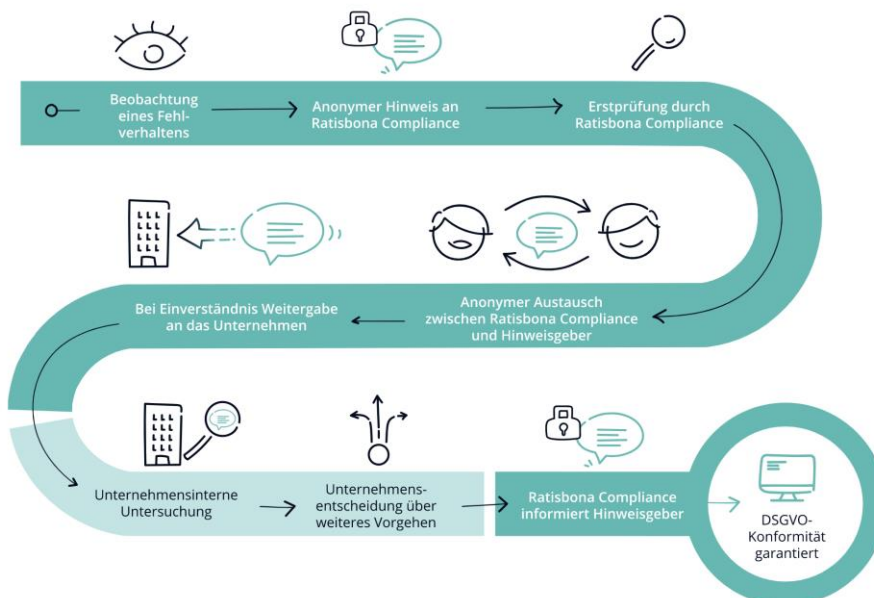 Beobachtung
eines Fehl-
verhaltens
Anonymer Hinweis an
Ratisbona Compliance
Erstprüfung durch
Ratisbona Compliance
Anonymer Austausch
zwischen Ratisbona Compliance
und Hinweisgeber
Bei Einverständnis Weitergabe
an das Unternehmen
Unternehmensinterne
Untersuchung
Unternehmens-
entscheidung über
weiteres Vorgehen
Ratisbona Compliance
informiert Hinweisgeber
DSGVO-
Konformität
garantiert